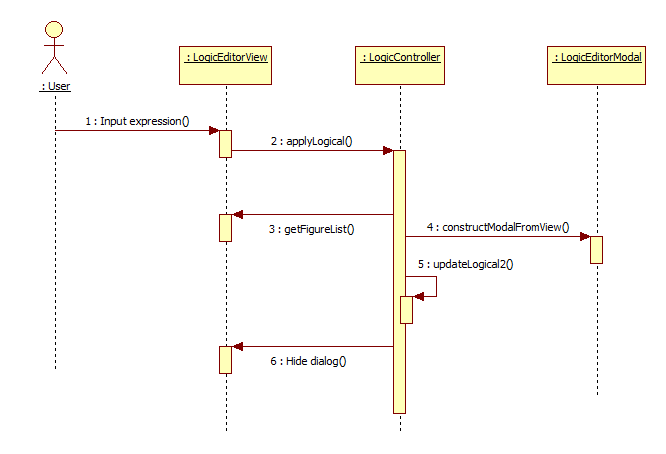 : LogicEditorView
: LogicController
: LogicEditorModal
: User
1 : Input expression()
2 : applyLogical()
3 : getFigureList()
4 : constructModalFromView()
5 : updateLogical2()
6 : Hide dialog()